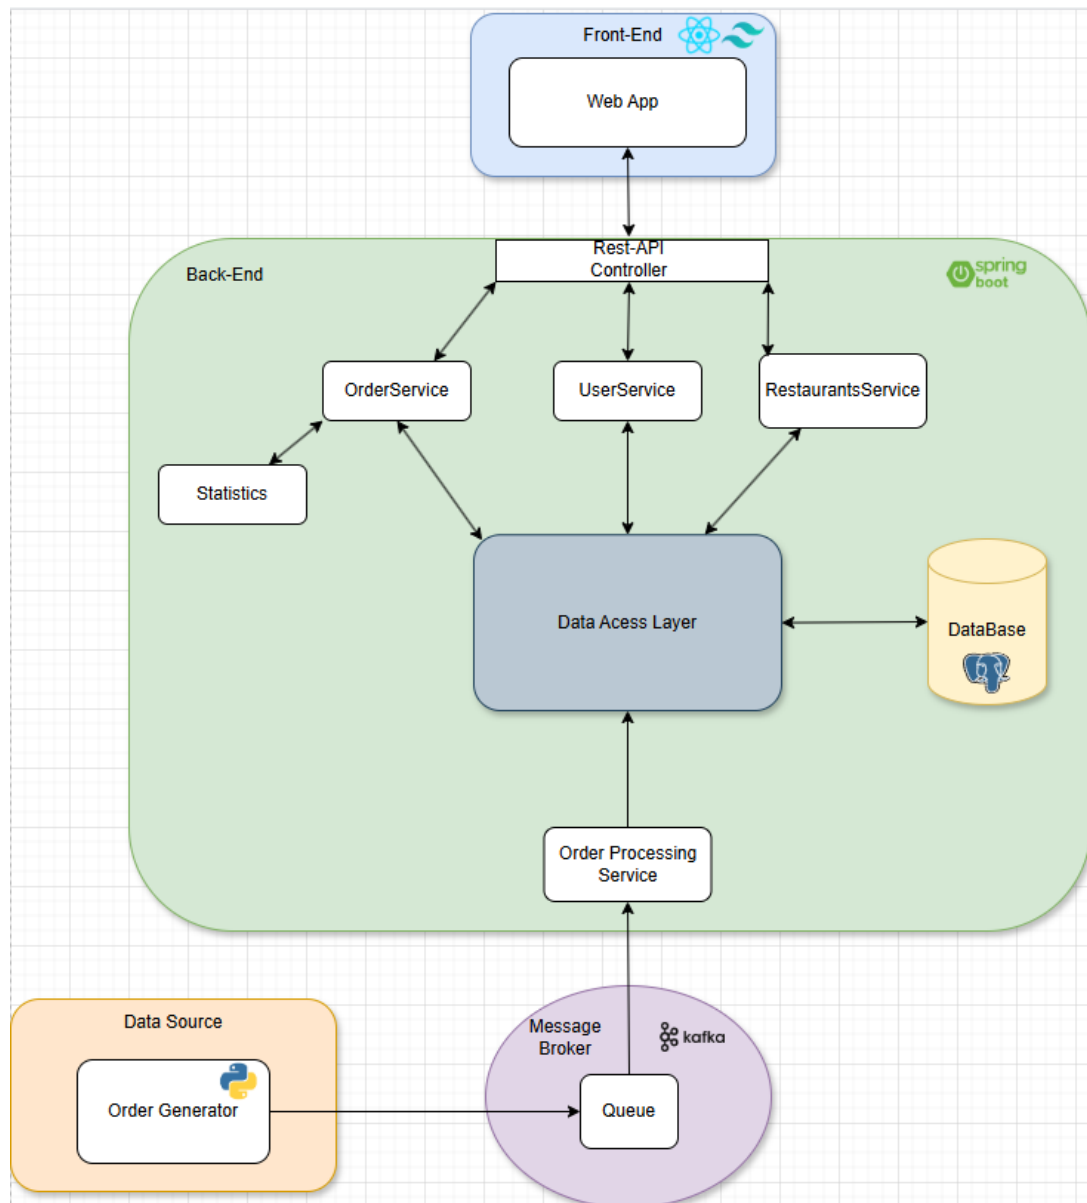 Front-End
Web App
Rest-API
Controller
Back-End
spring
boot
OrderService
UserService
RestaurantsService
Statistics
Data Acess Layer
DataBase
Order Processing
Service
Data Source
Order Generator
Message
Broker
kafka
Queue